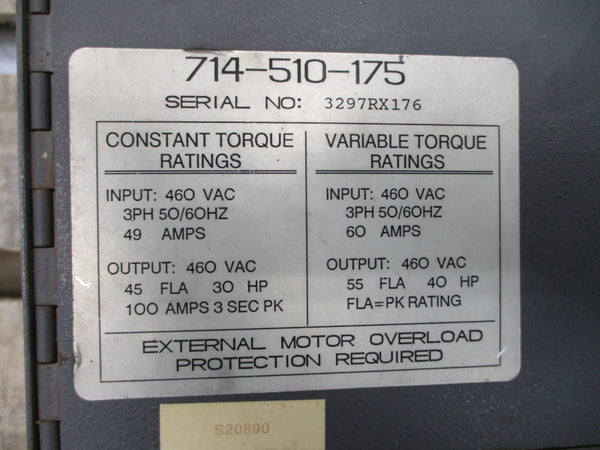 714-510-175
SERIAL NO: 3297RX176
CONSTANT TORQUE
RATINGS
INPUT: 460 VAC
3PH 50/60HZ
49 AMPS
OUTPUT: 460 VAC
45 FLA 30 HP
100 AMPS 3 SEC PK
VARIABLE TORQUE
RATINGS
INPUT: 460 VAC
3PH 50/60HZ
60 AMPS
OUTPUT: 460 VAC
55 FLA 40 HP
FLA=PK RATING
EXTERNAL MOTOR OVERLOAD
PROTECTION REQUIRED
S20890